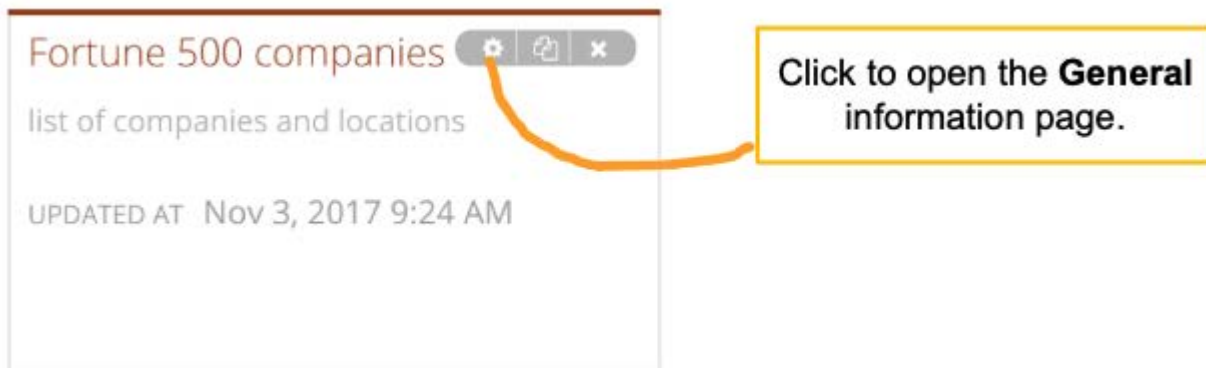 Fortune 500 companies
list of companies and locations
UPDATED AT Nov 3, 2017 9:24 AM
Click to open the General
information page.